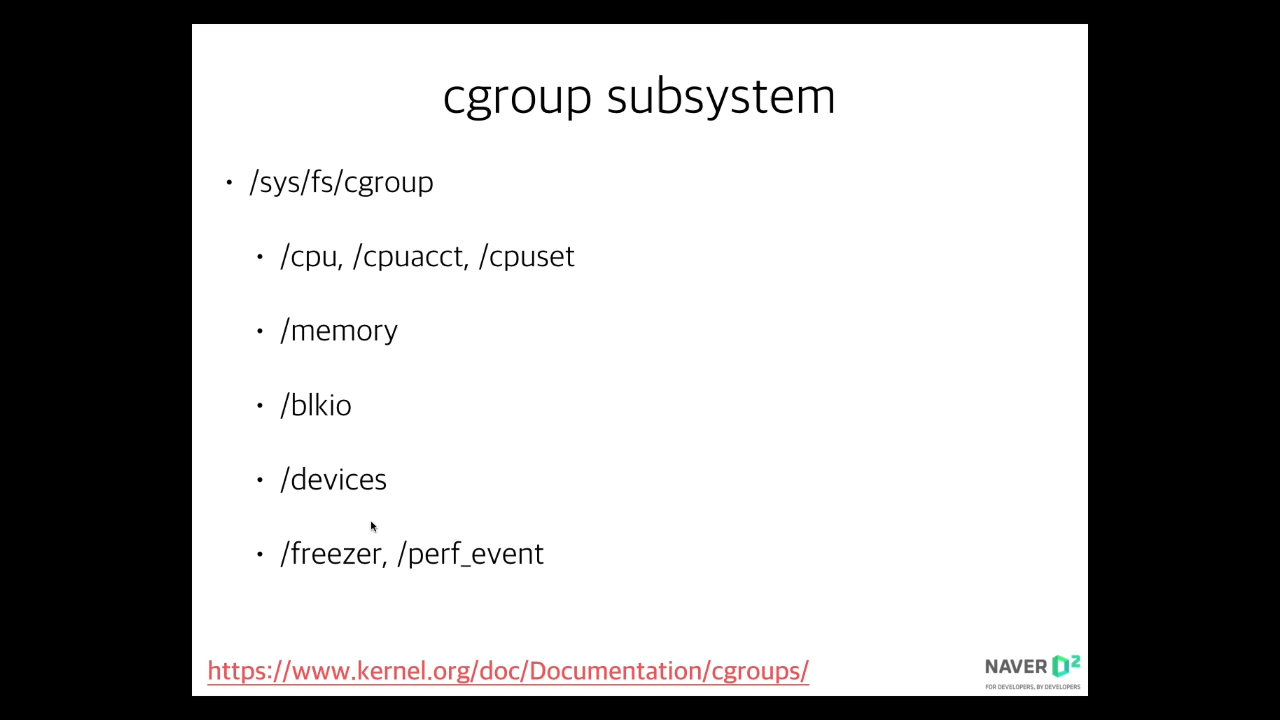 cgroup subsystem
• /sys/fs/cgroup
• /cpu, /cpuacct, /cpuset
• /memory
• /blkio
• /devices
• /freezer, /perf_event
https://www.kernel.org/doc/Documentation/cgroups/
NAVER D2
FOR DEVELOPERS, BY DEVELOPERS